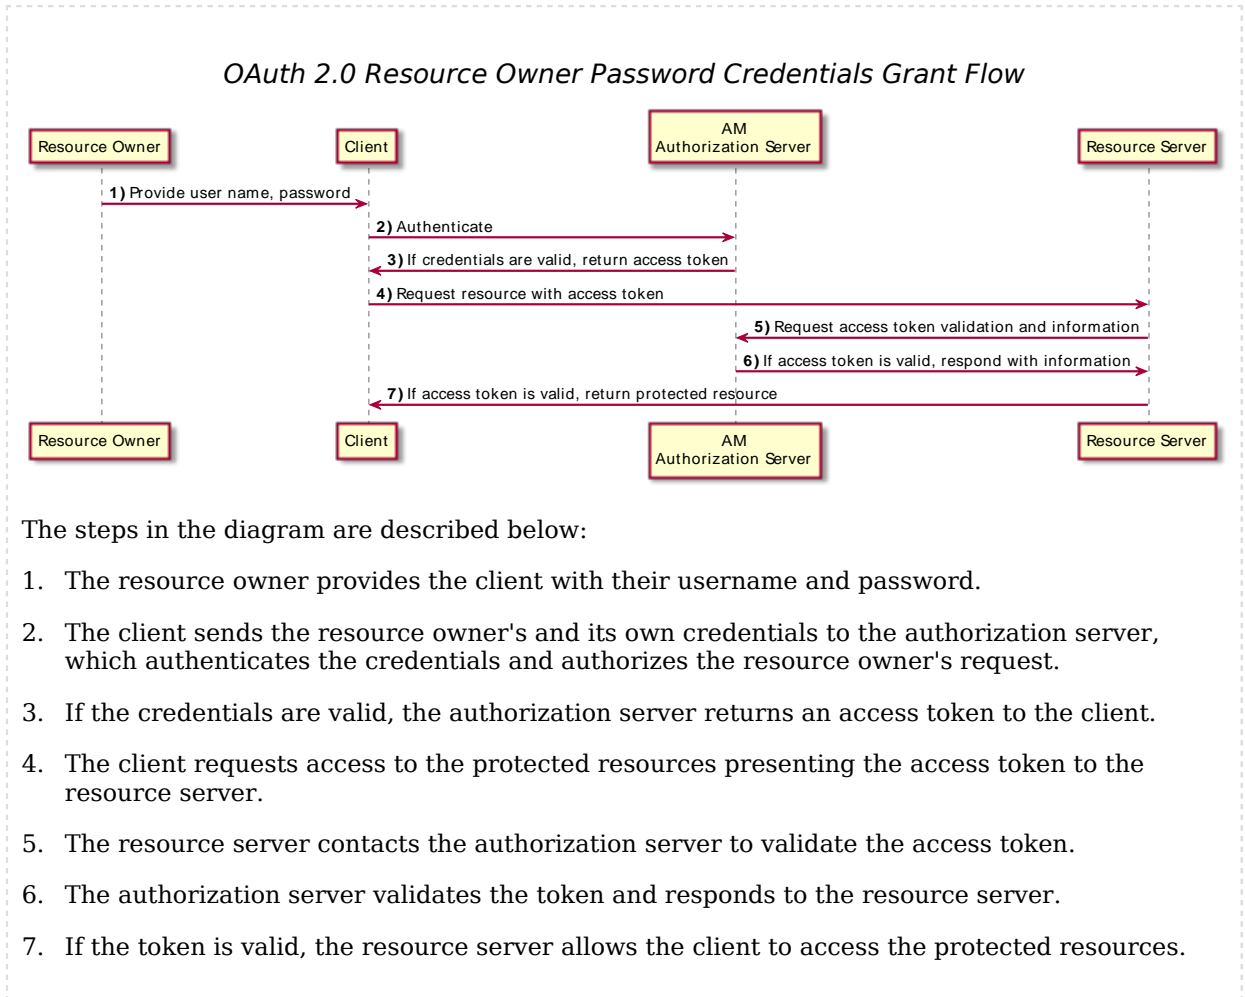 OAuth 2.0 Resource Owner Password Credentials Grant Flow
Resource Owner
Client
AM
Authorization Server
Resource Server
1) Provide user name, password
2) Authenticate
3) If credentials are valid, return access token
4) Request resource with access token
5) Request access token validation and information
6) If access token is valid, respond with information
7) If access token is valid, return protected resource
Resource Owner
Client
AM
Authorization Server
Resource Server
The steps in the diagram are described below:
1. The resource owner provides the client with their username and password.
2. The client sends the resource owner's and its own credentials to the authorization server,
which authenticates the credentials and authorizes the resource owner's request.
3. If the credentials are valid, the authorization server returns an access token to the client.
4. The client requests access to the protected resources presenting the access token to the
resource server.
5. The resource server contacts the authorization server to validate the access token.
6. The authorization server validates the token and responds to the resource server.
7. If the token is valid, the resource server allows the client to access the protected resources.